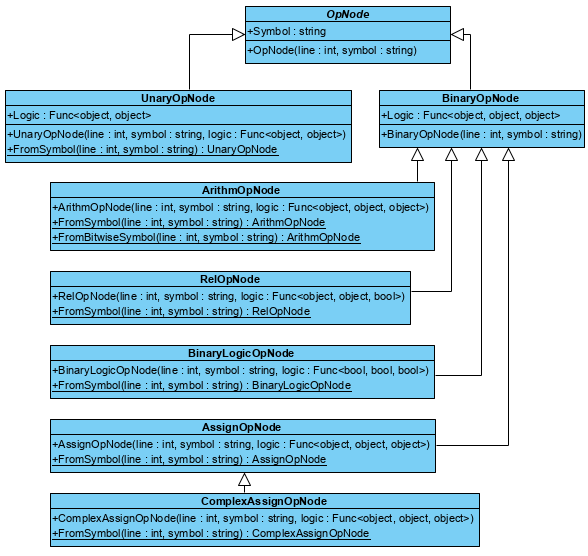 OpNode
+Symbol : string
+OpNode(line : int, symbol : string)
UnaryOpNode
+Logic : Func<object, object>
+UnaryOpNode(line : int, symbol : string, logic : Func<object, object>)
+FromSymbol(line : int, symbol : string) : UnaryOpNode
BinaryOpNode
+Logic : Func<object, object, object>
+BinaryOpNode(line : int, symbol : string)
ArithmOpNode
+ArithmOpNode(line : int, symbol : string, logic : Func<object, object, object>)
+FromSymbol(line : int, symbol : string) : ArithmOpNode
+FromBitwiseSymbol(line : int, symbol : string) : ArithmOpNode
RelOpNode
+RelOpNode(line : int, symbol : string, logic : Func<object, object, bool>)
+FromSymbol(line : int, symbol : string) : RelOpNode
BinaryLogicOpNode
+BinaryLogicOpNode(line : int, symbol : string, logic : Func<bool, bool, bool>)
+FromSymbol(line : int, symbol : string) : BinaryLogicOpNode
AssignOpNode
+AssignOpNode(line : int, symbol : string, logic : Func<object, object, object>)
+FromSymbol(line : int, symbol : string) : AssignOpNode
ComplexAssignOpNode
+ComplexAssignOpNode(line : int, symbol : string, logic : Func<object, object, object>)
+FromSymbol(line : int, symbol : string) : ComplexAssignOpNode